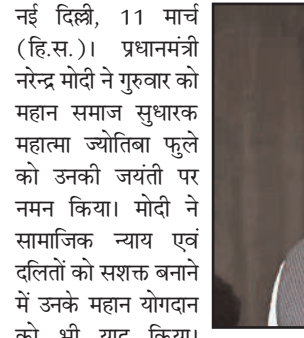 नई दिल्ली, 11 मार्च
(हि.स.)। प्रधानमंत्री
नरेन्द्र मोदी ने गुरुवार को
महान समाज सुधारक
महात्मा ज्योतिबा फुले
को उनकी जयंती पर
नमन किया। मोदी ने
सामाजिक न्याय एवं
दलितों को सशक्त बनाने
में उनके महान योगदान
को भी याद किया।